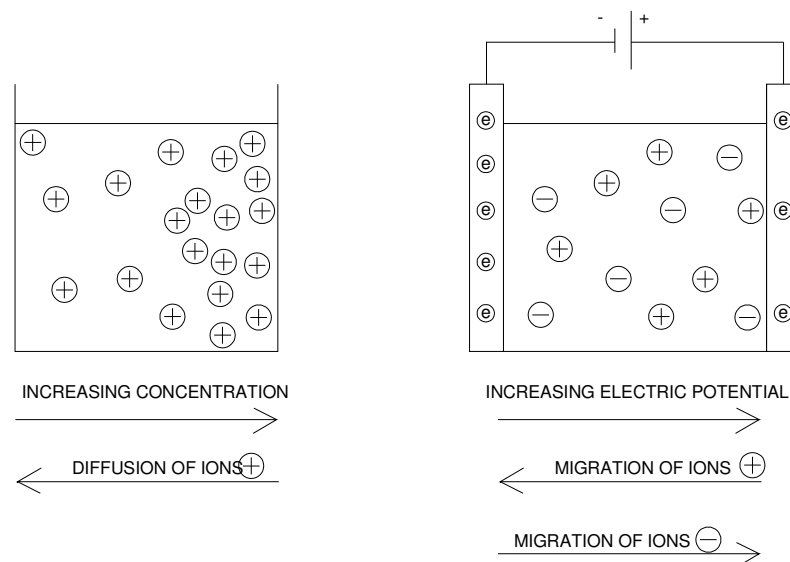 - +
e e
e
e e
e
e e
INCREASING CONCENTRATION
DIFFUSION OF IONS +
INCREASING ELECTRIC POTENTIAL
MIGRATION OF IONS +
MIGRATION OF IONS −